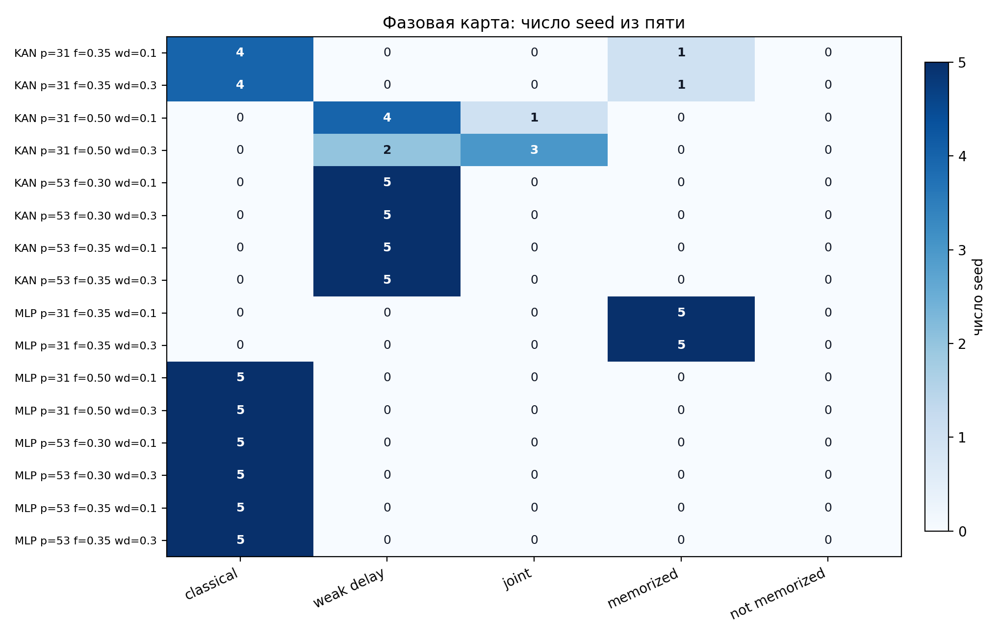 Фазовая карта: число seed из пяти
KAN p=31 f=0.35 wd=0.1 4 0 0 1 0
KAN p=31 f=0.35 wd=0.3 4 0 0 1 0
KAN p=31 f=0.50 wd=0.1 0 4 1 0 0
KAN p=31 f=0.50 wd=0.3 0 2 3 0 0
KAN p=53 f=0.30 wd=0.1 0 5 0 0 0
KAN p=53 f=0.30 wd=0.3 0 5 0 0 0
KAN p=53 f=0.35 wd=0.1 0 5 0 0 0
KAN p=53 f=0.35 wd=0.3 0 5 0 0 0
MLP p=31 f=0.35 wd=0.1 0 0 0 5 0
MLP p=31 f=0.35 wd=0.3 0 0 0 5 0
MLP p=31 f=0.50 wd=0.1 5 0 0 0 0
MLP p=31 f=0.50 wd=0.3 5 0 0 0 0
MLP p=53 f=0.30 wd=0.1 5 0 0 0 0
MLP p=53 f=0.30 wd=0.3 5 0 0 0 0
MLP p=53 f=0.35 wd=0.1 5 0 0 0 0
MLP p=53 f=0.35 wd=0.3 5 0 0 0 0
classical weak delay joint memorized not memorized
5
4
3
2
1
0
число seed